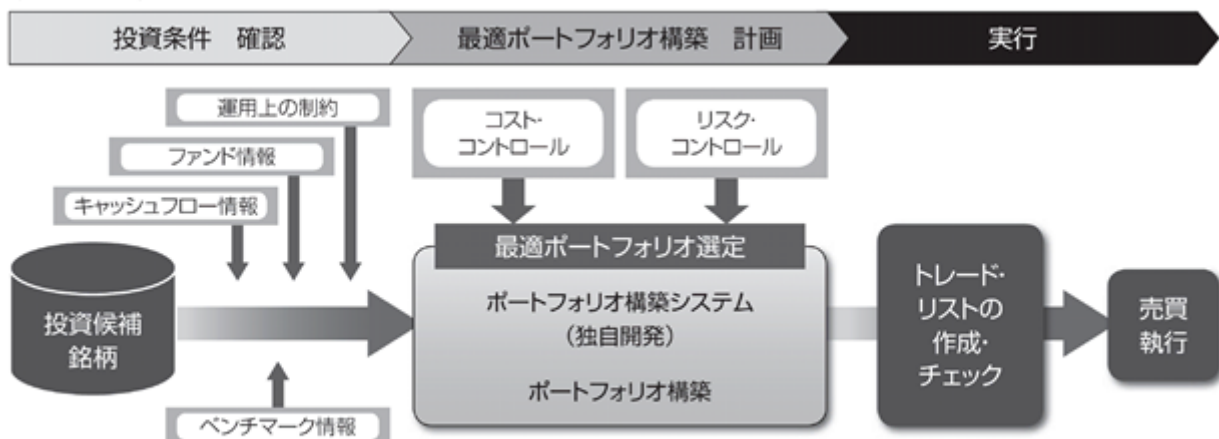 投資条件　確認
最適ポートフォリオ構築　計画
実行
運用上の制約
ファンド情報
キャッシュフロー情報
コスト・
コントロール
リスク・
コントロール
投資候補
銘柄
最適ポートフォリオ選定
ポートフォリオ構築システム
（独自開発）
ポートフォリオ構築
トレード・
リストの
作成・
チェック
売買
執行
ベンチマーク情報